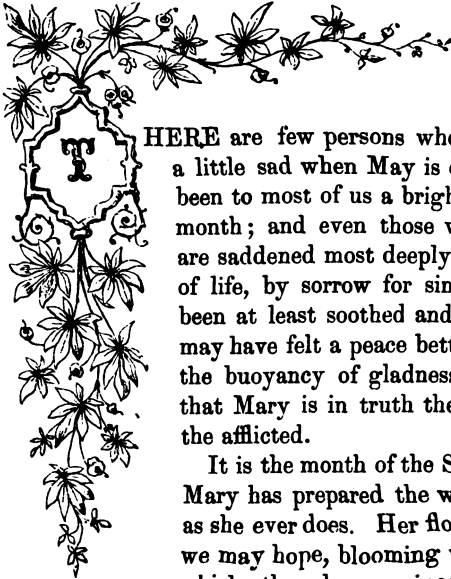 THERE are few persons who
a little sad when May is
been to most of us a brigh
month; and even those
are saddened most deeply
of life, by sorrow for sin
been at least soothed and
may have felt a peace bett
the buoyancy of gladness
that Mary is in truth the
the afflicted.
It is the month of the S
Mary has prepared the w
as she ever does. Her flo
we may hope, blooming